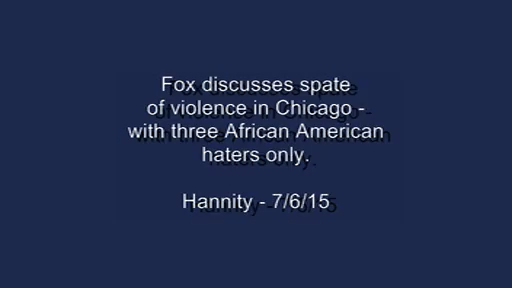 Fox discusses spate
of violence in Chicago -
with three African American
haters only.
Hannity - 7/6/15